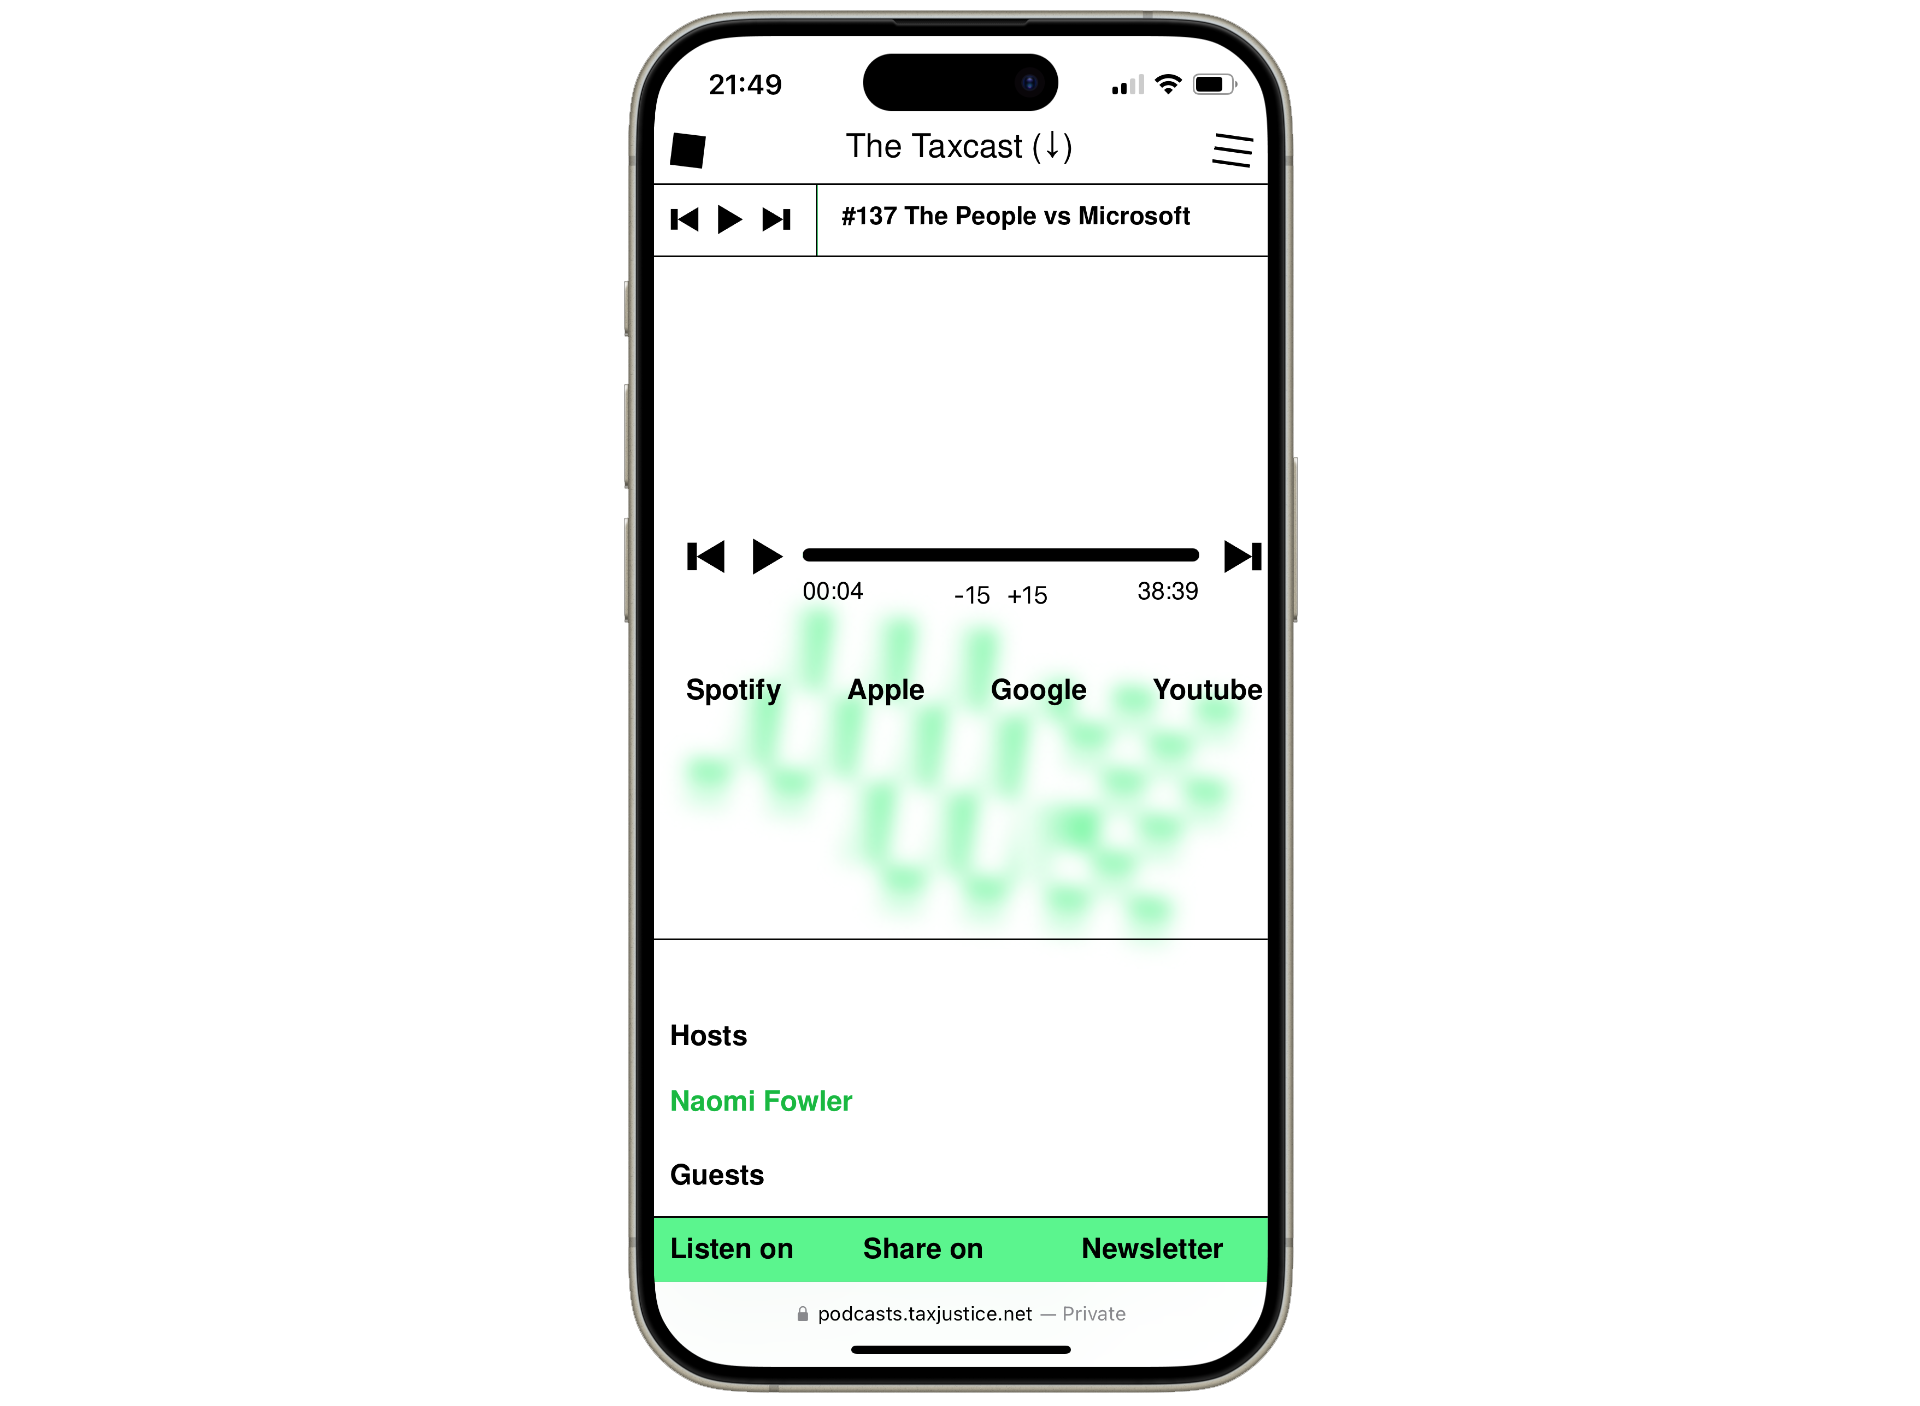 21:49
The Taxcast (↓)
#137 The People vs Microsoft
00:04 -15 +15 38:39
Spotify Apple Google Youtube
Hosts
Naomi Fowler
Guests
Listen on Share on Newsletter
podcasts.taxjustice.net — Private